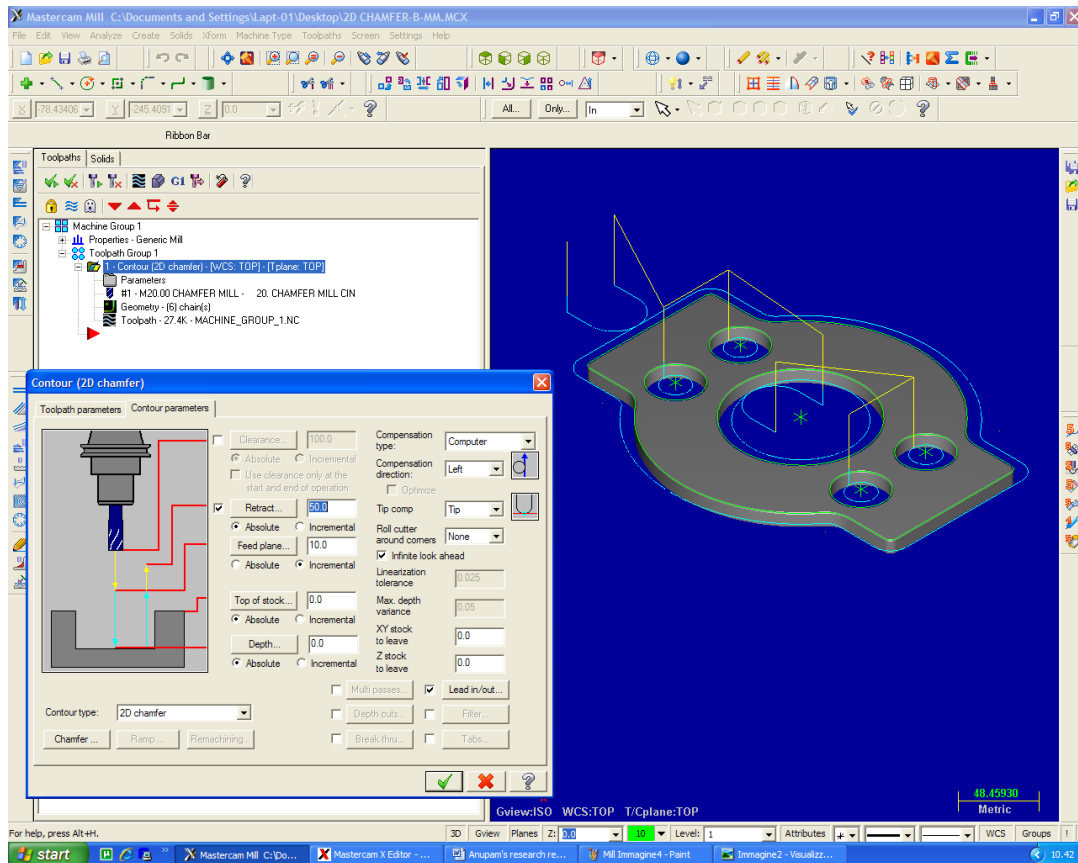 Mastercam Mill C:\Documents and Settings\Lapt-01\Desktop\2D CHAMFER-B-MM.MCX
File Edit View Analyze Create Solids Xform Machine Type Toolpaths Screen Settings Help
X -78.43406 Y -245.4091 Z 0.0 All... Only... In
Ribbon Bar
Toolpaths Solids
G1
Machine Group 1
Properties - Generic Mill
Toolpath Group 1
1 - Contour (2D chamfer) - [WCS: TOP] - [Tplane: TOP]
Parameters
#1 - M20.00 CHAMFER MILL - 20. CHAMFER MILL CIN
Geometry - (6) chain(s)
Toolpath - 27.4K - MACHINE_GROUP_1.NC
Contour (2D chamfer)
Toolpath parameters Contour parameters
Clearance... 100.0
Absolute Incremental
Use clearance only at the
start and end of operation
Retract... 50.0
Absolute Incremental
Feed plane... 10.0
Absolute Incremental
Top of stock... 0.0
Absolute Incremental
Depth... 0.0
Absolute Incremental
Compensation
type: Computer
Compensation
direction: Left
Optimize
Tip comp Tip
Roll cutter
around corners None
Infinite look ahead
Linearization
tolerance 0.025
Max. depth
variance 0.05
XY stock
to leave 0.0
Z stock
to leave 0.0
Multi passes... Lead in/out...
Contour type: 2D chamfer Depth cuts... Filter...
Chamfer ... Ramp ... Remachining... Break thru... Tabs...
48.45930
Metric
Gview:ISO WCS:TOP T/Cplane:TOP
For help, press Alt+H. 3D Gview Planes Z: 0.0 10 Level: 1 Attributes WCS Groups !
start Mastercam Mill C:\Do... Mastercam X Editor - ... Anupam's research re... Mill Immagine4 - Paint Immagine2 - Visualizz... 10.42